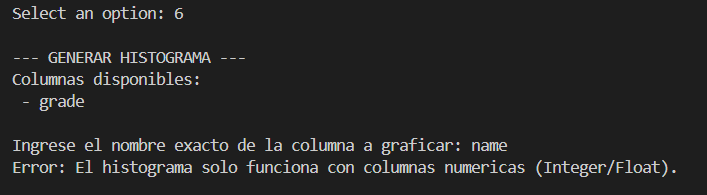 Select an option: 6
--- GENERAR HISTOGRAMA ---
Columnas disponibles:
- grade
Ingrese el nombre exacto de la columna a graficar: name
Error: El histograma solo funciona con columnas numericas (Integer/Float).